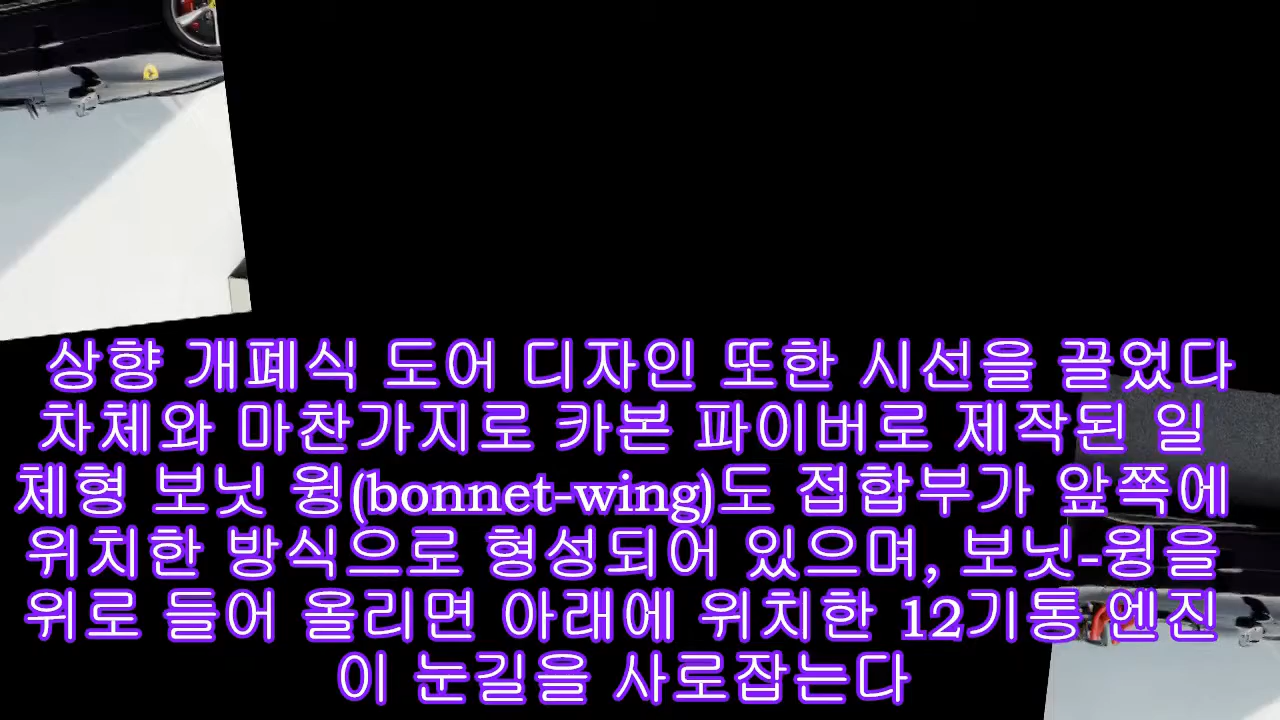 상향 개폐식 도어 디자인 또한 시선을 끌었다
차체와 마찬가지로 카본 파이버로 제작된 일
체형 보닛 윙(bonnet-wing)도 접합부가 앞쪽에
위치한 방식으로 형성되어 있으며, 보닛-윙을
위로 들어 올리면 아래에 위치한 12기통 엔진
이 눈길을 사로잡는다